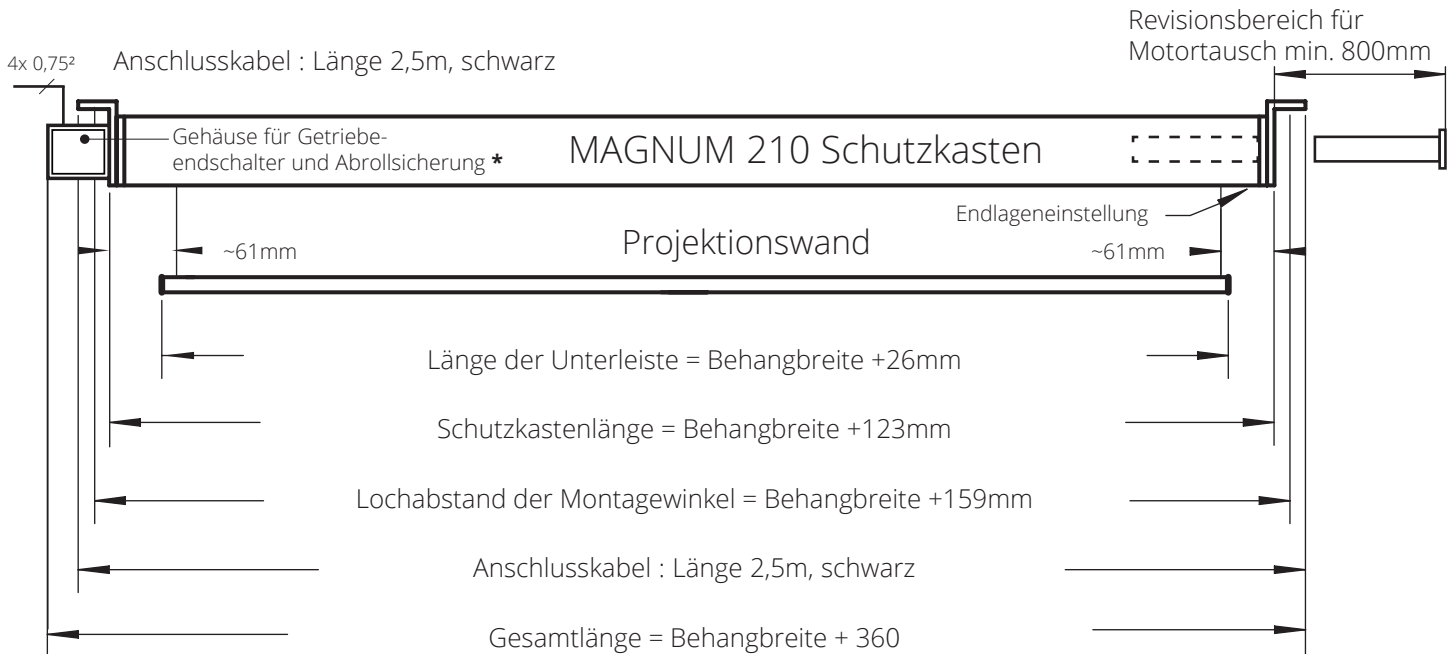 Revisionsbereich für
Motortausch min. 800mm
4x 0,75²
Anschlusskabel : Länge 2,5m, schwarz
Gehäuse für Getriebe-
endschalter und Abrollsicherung *
MAGNUM 210 Schutzkasten
Endlageneinstellung
~61mm
Projektionswand
~61mm
Länge der Unterleiste = Behangbreite +26mm
Schutzkastenlänge = Behangbreite +123mm
Lochabstand der Montagewinkel = Behangbreite +159mm
Anschlusskabel : Länge 2,5m, schwarz
Gesamtlänge = Behangbreite + 360